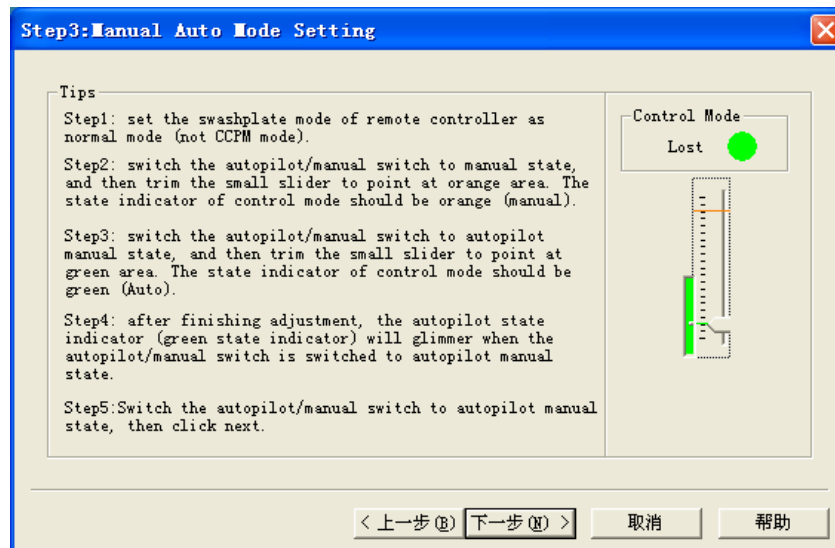 Step3:Manual Auto Mode Setting
Tips
Step1: set the swashplate mode of remote controller as
normal mode (not CCPM mode).
Step2: switch the autopilot/manual switch to manual state,
and then trim the small slider to point at orange area. The
state indicator of control mode should be orange (manual).
Step3: switch the autopilot/manual switch to autopilot
manual state, and then trim the small slider to point at
green area. The state indicator of control mode should be
green (Auto).
Step4: after finishing adjustment, the autopilot state
indicator (green state indicator) will glimmer when the
autopilot/manual switch is switched to autopilot manual
state.
Step5:Switch the autopilot/manual switch to autopilot manual
state, then click next.
Control Mode
Lost
< 上一步(B)
下一步(N) >
取消
帮助